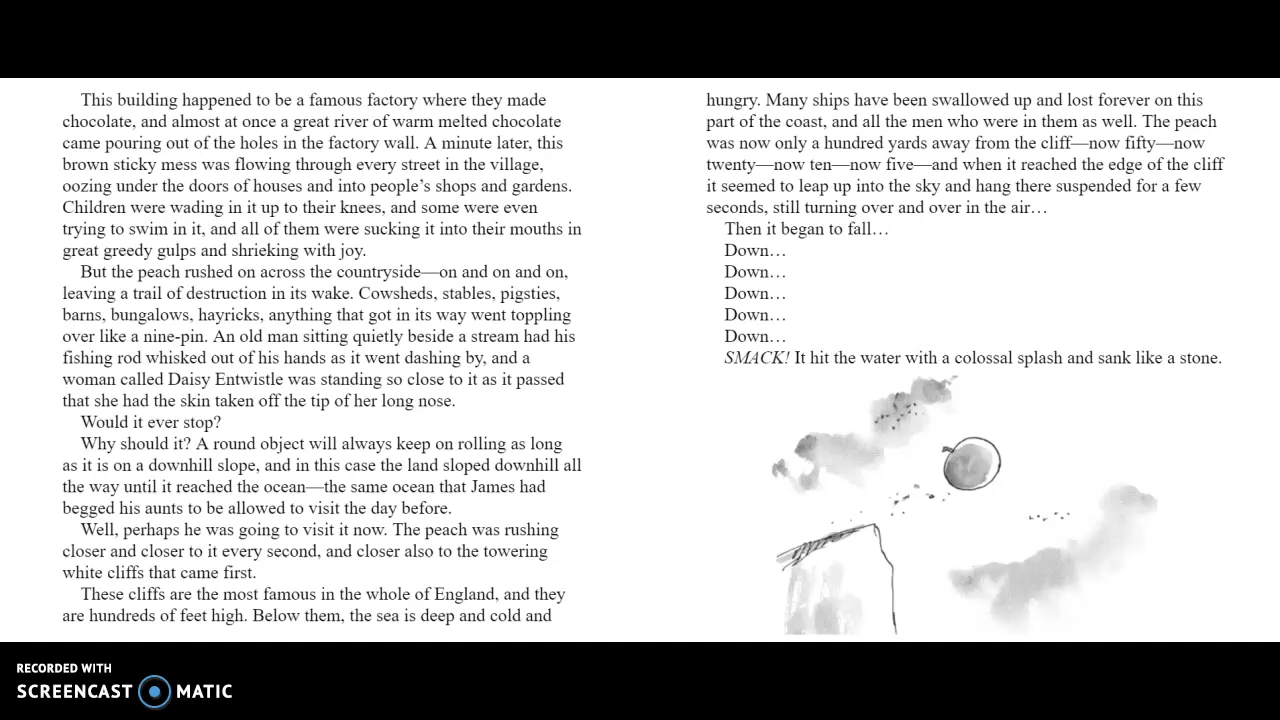 This building happened to be a famous factory where they made
chocolate, and almost at once a great river of warm melted chocolate
came pouring out of the holes in the factory wall. A minute later, this
brown sticky mess was flowing through every street in the village,
oozing under the doors of houses and into people’s shops and gardens.
Children were wading in it up to their knees, and some were even
trying to swim in it, and all of them were sucking it into their mouths in
great greedy gulps and shrieking with joy.
But the peach rushed on across the countryside—on and on and on,
leaving a trail of destruction in its wake. Cowsheds, stables, pigsties,
barns, bungalows, hayricks, anything that got in its way went toppling
over like a nine-pin. An old man sitting quietly beside a stream had his
fishing rod whisked out of his hands as it went dashing by, and a
woman called Daisy Entwistle was standing so close to it as it passed
that she had the skin taken off the tip of her long nose.
Would it ever stop?
Why should it? A round object will always keep on rolling as long
as it is on a downhill slope, and in this case the land sloped downhill all
the way until it reached the ocean—the same ocean that James had
begged his aunts to be allowed to visit the day before.
Well, perhaps he was going to visit it now. The peach was rushing
closer and closer to it every second, and closer also to the towering
white cliffs that came first.
These cliffs are the most famous in the whole of England, and they
are hundreds of feet high. Below them, the sea is deep and cold and
hungry. Many ships have been swallowed up and lost forever on this
part of the coast, and all the men who were in them as well. The peach
was now only a hundred yards away from the cliff—now fifty—now
twenty—now ten—now five—and when it reached the edge of the cliff
it seemed to leap up into the sky and hang there suspended for a few
seconds, still turning over and over in the air…
Then it began to fall…
Down…
Down…
Down…
Down…
Down…
SMACK! It hit the water with a colossal splash and sank like a stone.
RECORDED WITH
SCREENCAST MATIC